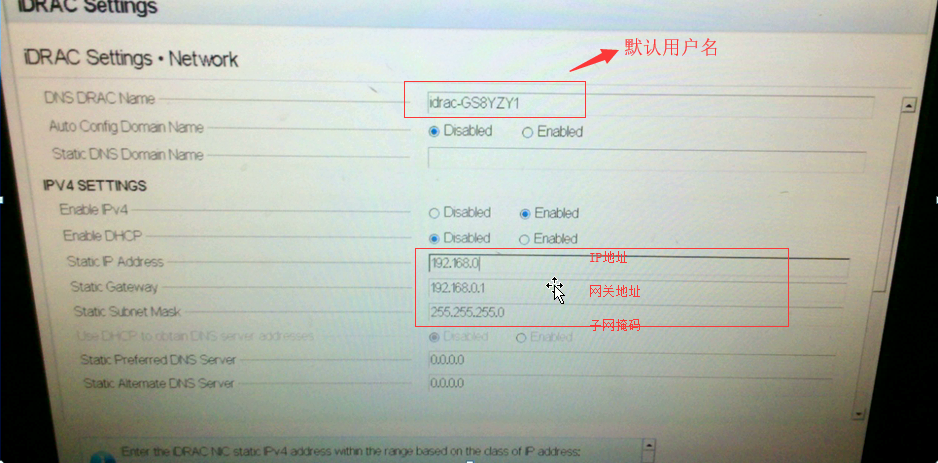 iDRAC Settings
iDRAC Settings • Network
默认用户名
DNS DRAC Name
idrac-GS8YZY1
Auto Config Domain Name
Disabled Enabled
Static DNS Domain Name
IPV4 SETTINGS
Enable IPv4
Disabled Enabled
Enable DHCP
Disabled Enabled
Static IP Address
192.168.0
IP地址
Static Gateway
192.168.0.1
网关地址
Static Subnet Mask
255.255.255.0
子网掩码
Use DHCP to obtain DNS server addresses
Disabled Enabled
Static Preferred DNS Server
0.0.0.0
Static Alternate DNS Server
0.0.0.0
Enter the iDRAC NIC static IPv4 address within the range based on the class of IP address: